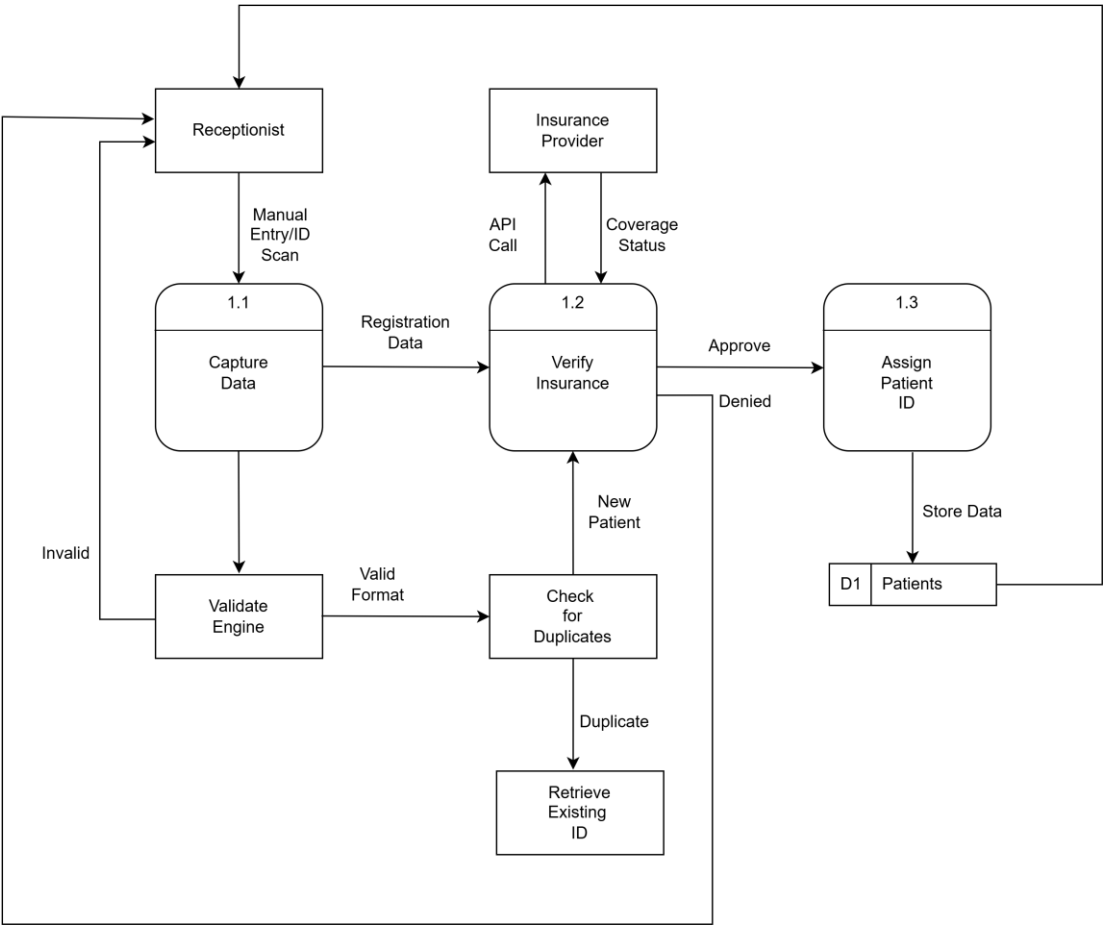 Receptionist
Insurance
Provider
Manual
Entry/ID
Scan
API
Call
Coverage
Status
1.1
Capture
Data
Registration
Data
1.2
Verify
Insurance
Approve
Denied
1.3
Assign
Patient
ID
New
Patient
Store Data
Invalid
Validate
Engine
Valid
Format
Check
for
Duplicates
D1
Patients
Duplicate
Retrieve
Existing
ID